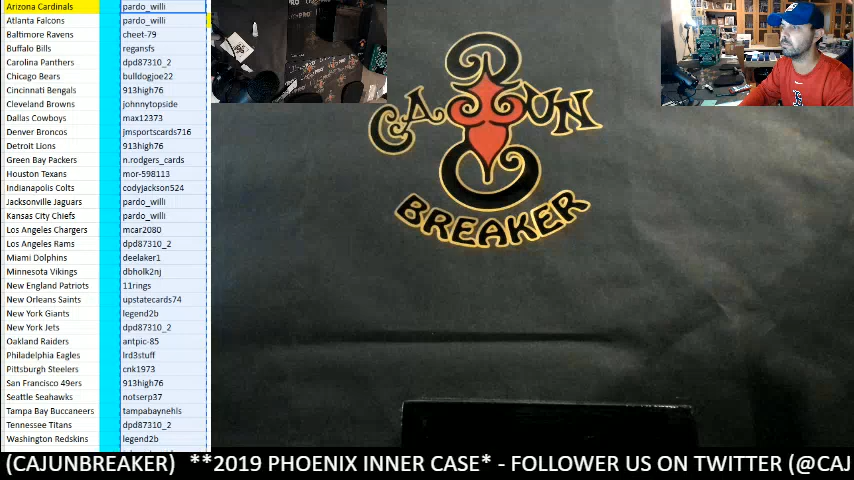 Arizona Cardinals pardo_willi
Atlanta Falcons pardo_willi
Baltimore Ravens cheet-79
Buffalo Bills regansfs
Carolina Panthers dpd87310_2
Chicago Bears bulldogjoe22
Cincinnati Bengals 913high76
Cleveland Browns johnnytopside
Dallas Cowboys max12373
Denver Broncos jmsportscards716
Detroit Lions 913high76
Green Bay Packers n.rodgers_cards
Houston Texans mor-598113
Indianapolis Colts codyjackson524
Jacksonville Jaguars pardo_willi
Kansas City Chiefs pardo_willi
Los Angeles Chargers mcar2080
Los Angeles Rams dpd87310_2
Miami Dolphins deelaker1
Minnesota Vikings dbholk2nj
New England Patriots 11rings
New Orleans Saints upstatecards74
New York Giants legend2b
New York Jets dpd87310_2
Oakland Raiders antpic-85
Philadelphia Eagles lrd3stuff
Pittsburgh Steelers cnk1973
San Francisco 49ers 913high76
Seattle Seahawks notserp37
Tampa Bay Buccaneers tampabaynehls
Tennessee Titans dpd87310_2
Washington Redskins legend2b
CAJUN
BREAKER
(CAJUNBREAKER) **2019 PHOENIX INNER CASE* - FOLLOWER US ON TWITTER (@CAJ